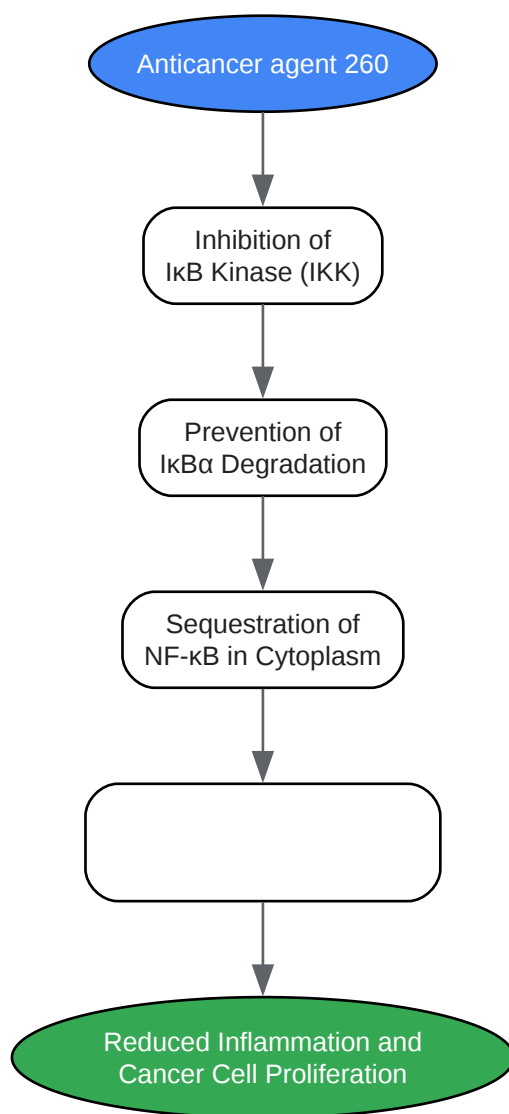 Anticancer agent 260
Inhibition of
IκB Kinase (IKK)
Prevention of
IκBα Degradation
Sequestration of
NF-κB in Cytoplasm
Reduced Inflammation and
Cancer Cell Proliferation